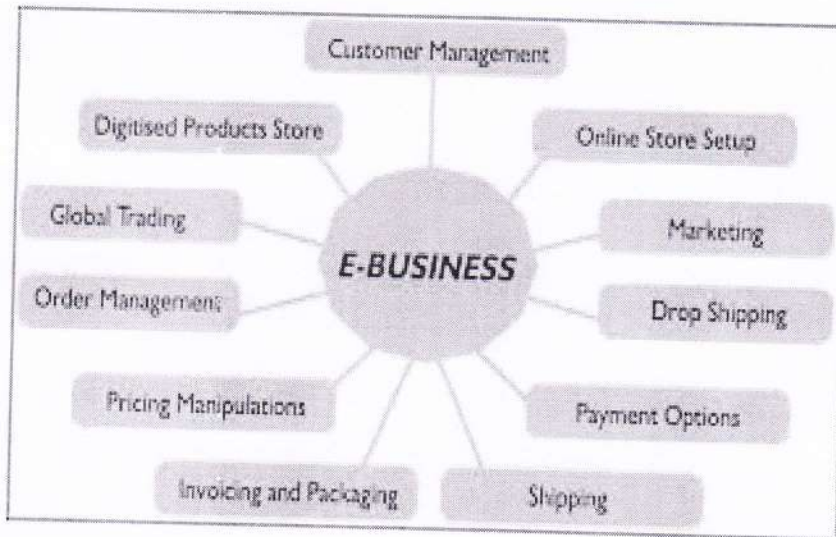 Customer Management
Digitised Products Store
Online Store Setup
Global Trading
Marketing
E-BUSINESS
Order Management
Drop Shipping
Pricing Manipulations
Payment Options
Invoicing and Packaging
Shipping